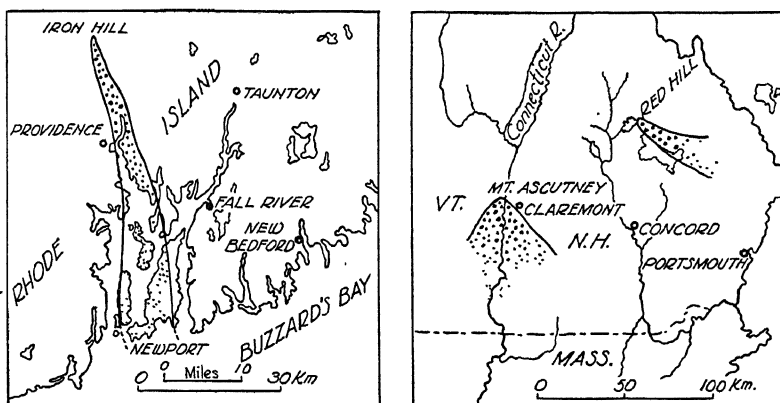 IRON HILL
ISLAND
TAUNTON
PROVIDENCE
FALL RIVER
NEW
BEDFORD
RHODE
BUZZARD'S BAY
NEWPORT
0 Miles 10
0 30 Km
Connecticut R.
RED HILL
MT. ASCUTNEY
VT.
CLAREMONT
CONCORD
N.H.
PORTSMOUTH
MASS.
0 50 100 Km.